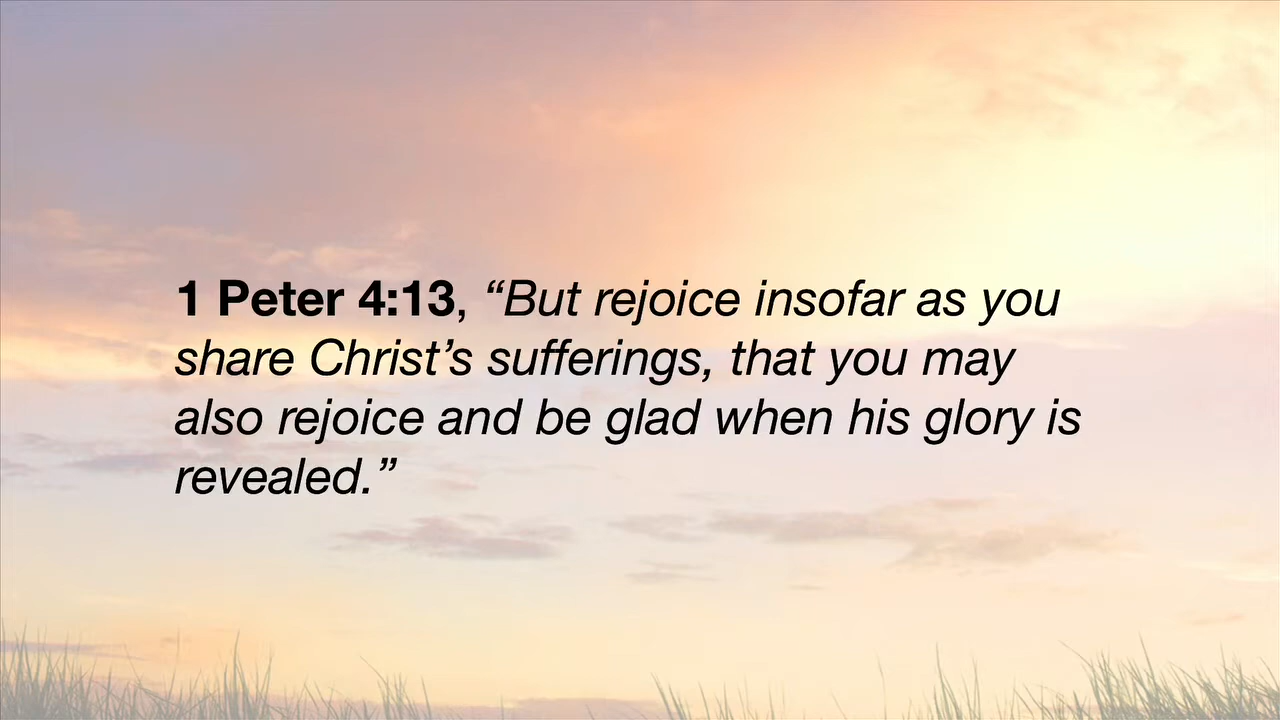 1 Peter 4:13, “But rejoice insofar as you
share Christ’s sufferings, that you may
also rejoice and be glad when his glory is
revealed.”